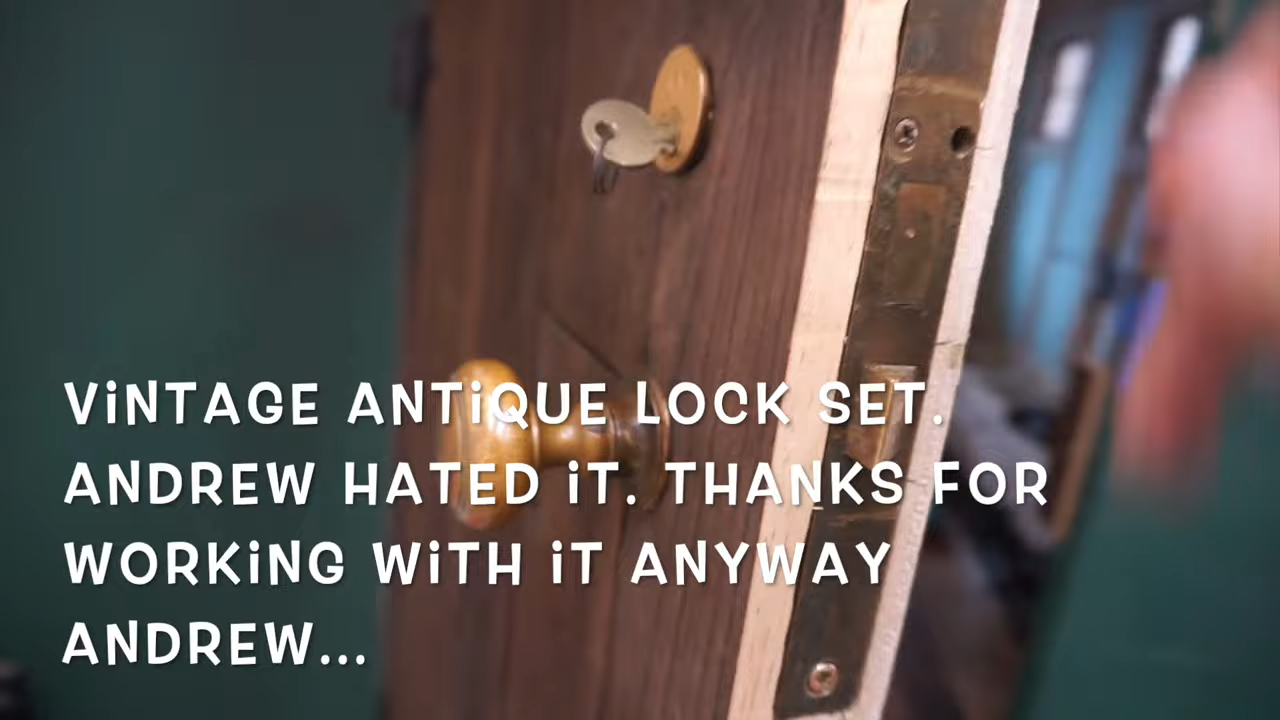 ViNTAGE ANTiQUE LOCK SET.
ANDREW HATED iT. THANKS FOR
WORKiNG WiTH iT ANYWAY
ANDREW...